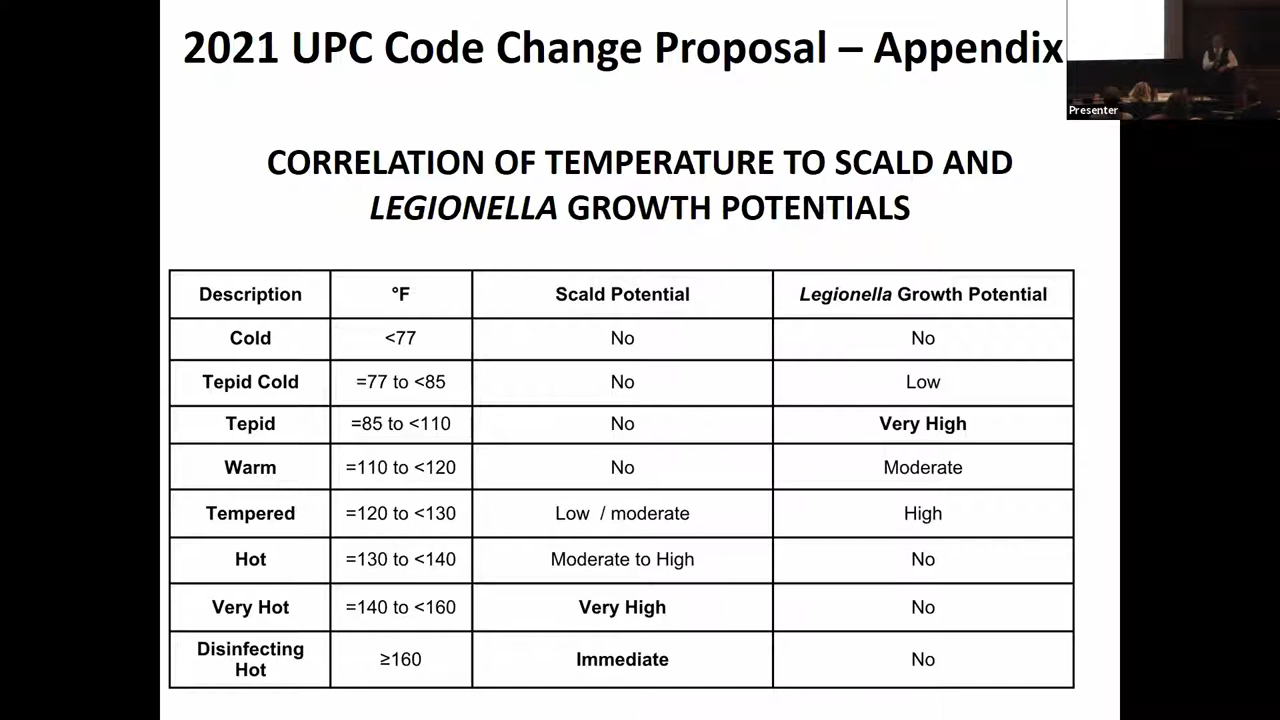 2021 UPC Code Change Proposal – Appendix
Presenter
CORRELATION OF TEMPERATURE TO SCALD AND
LEGIONELLA GROWTH POTENTIALS
Description °F Scald Potential Legionella Growth Potential
Cold <77 No No
Tepid Cold =77 to <85 No Low
Tepid =85 to <110 No Very High
Warm =110 to <120 No Moderate
Tempered =120 to <130 Low / moderate High
Hot =130 to <140 Moderate to High No
Very Hot =140 to <160 Very High No
Disinfecting
Hot ≥160 Immediate No